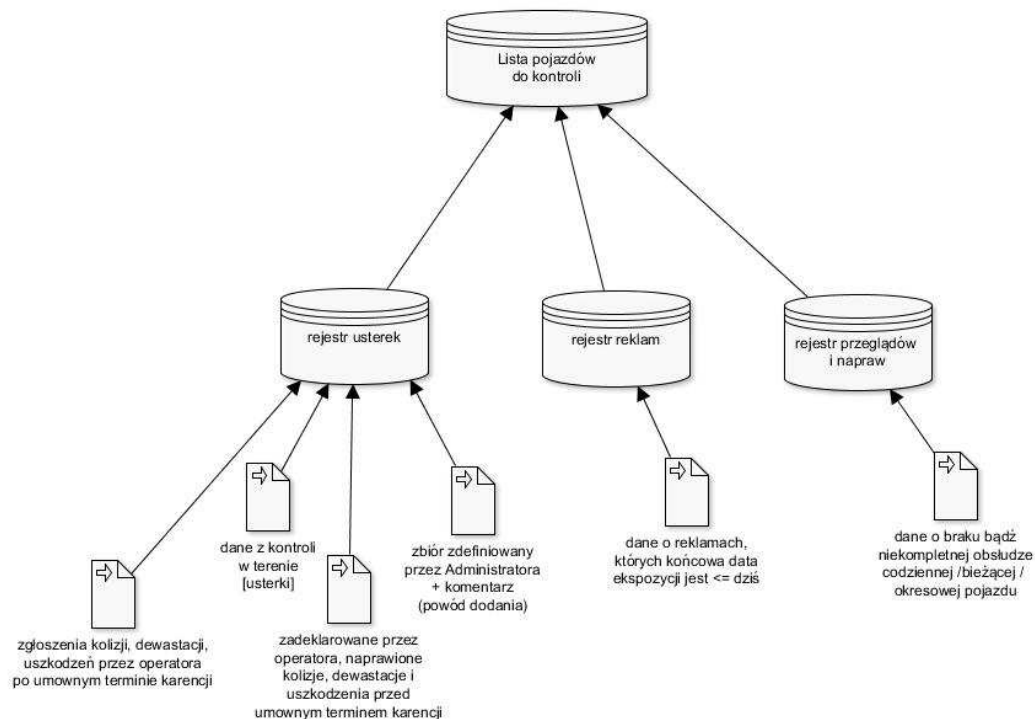 Lista pojazdów
do kontroli
rejestr usterek
rejestr reklam
rejestr przeglądów
i napraw
zgłoszenia kolizji, dewastacji,
uszkodzeń przez operatora
po umownym terminie karencji
dane z kontroli
w terenie
[usterki]
zadeklarowane przez
operatora, naprawione
kolizje, dewastacje i
uszkodzenia przed
umownym terminem karencji
zbiór zdefiniowany
przez Administratora
+ komentarz
(powód dodania)
dane o reklamach,
których końcowa data
ekspozycji jest <= dziś
dane o braku bądź
niekompletnej obsłudze
codziennej /bieżącej /
okresowej pojazdu